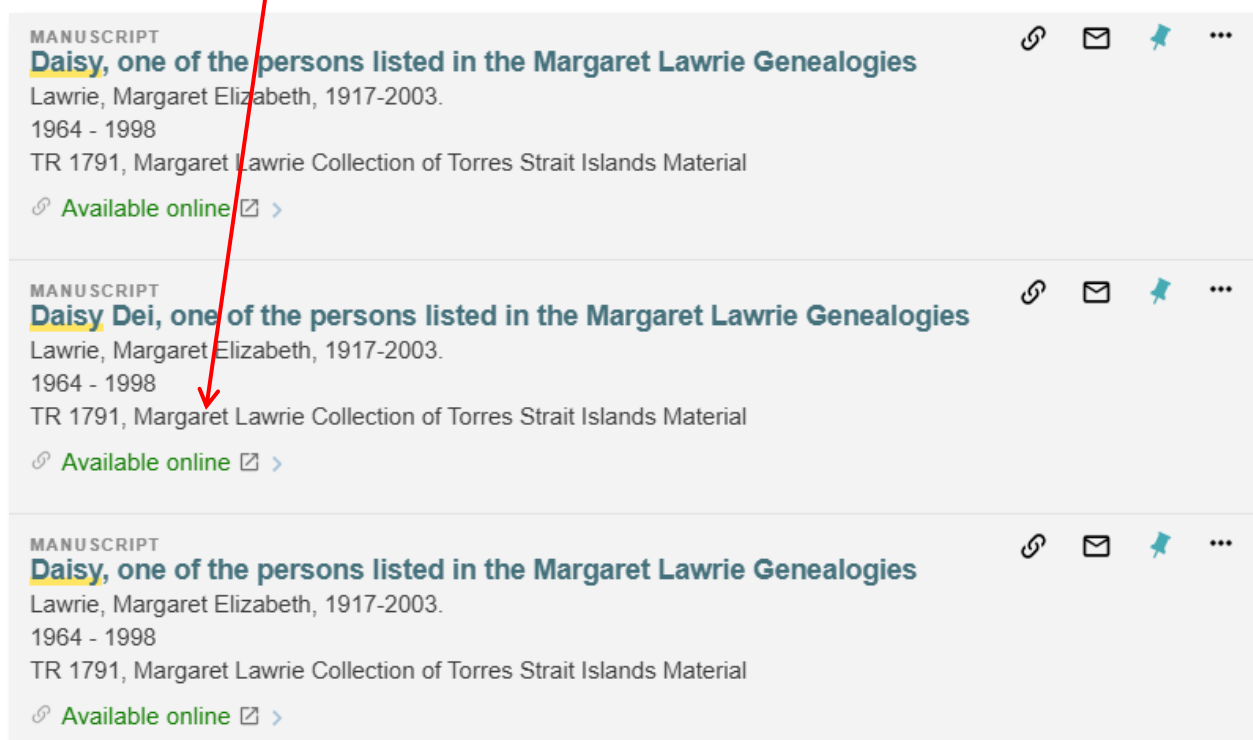 MANUSCRIPT
Daisy, one of the persons listed in the Margaret Lawrie Genealogies
Lawrie, Margaret Elizabeth, 1917-2003.
1964 - 1998
TR 1791, Margaret Lawrie Collection of Torres Strait Islands Material
Available online
MANUSCRIPT
Daisy Dei, one of the persons listed in the Margaret Lawrie Genealogies
Lawrie, Margaret Elizabeth, 1917-2003.
1964 - 1998
TR 1791, Margaret Lawrie Collection of Torres Strait Islands Material
Available online
MANUSCRIPT
Daisy, one of the persons listed in the Margaret Lawrie Genealogies
Lawrie, Margaret Elizabeth, 1917-2003.
1964 - 1998
TR 1791, Margaret Lawrie Collection of Torres Strait Islands Material
Available online